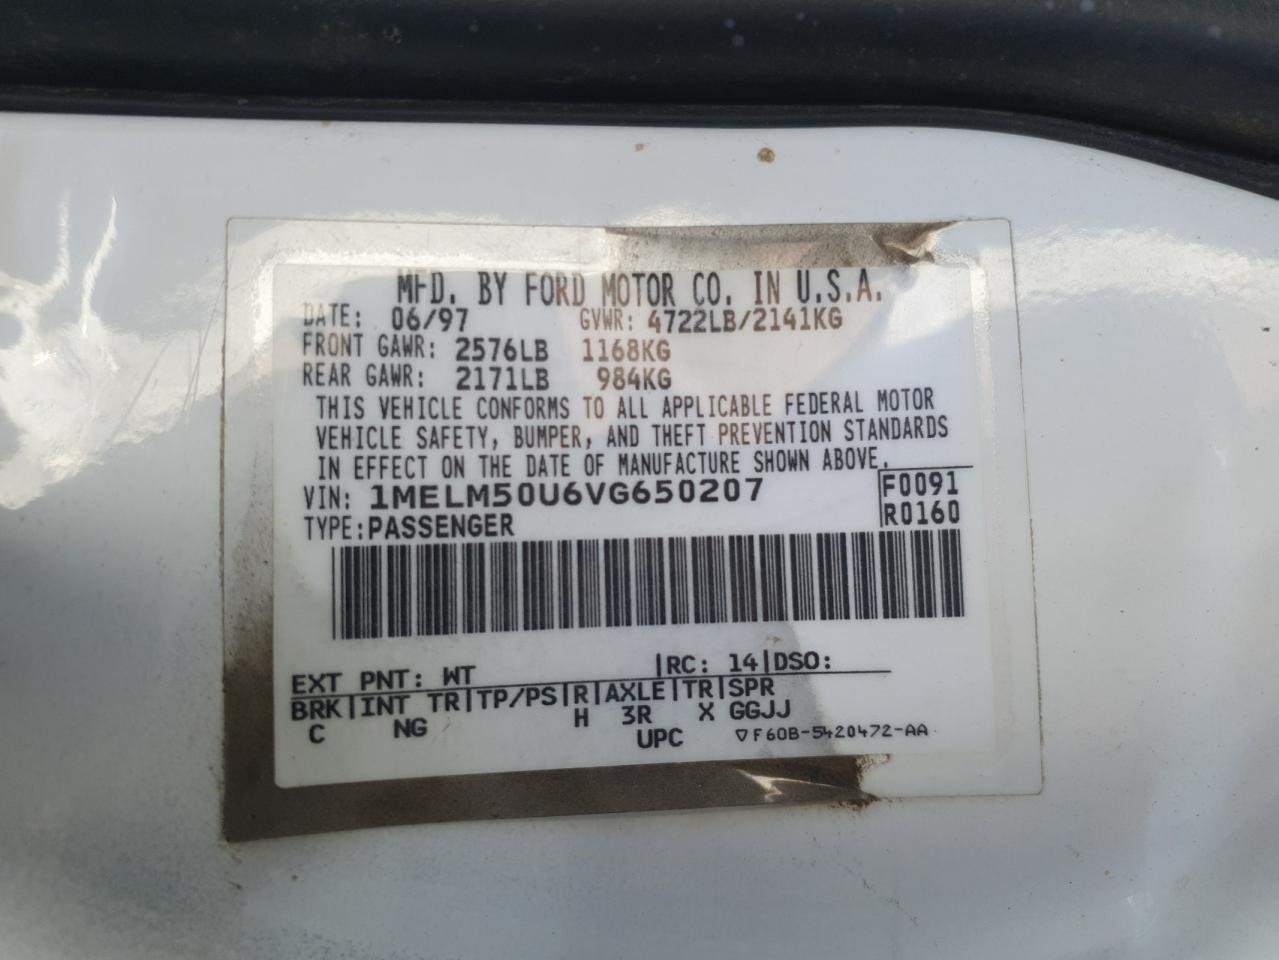 MFD. BY FORD MOTOR CO. IN U.S.A.
DATE: 06/97 GVWR: 4722LB/2141KG
FRONT GAWR: 2576LB 1168KG
REAR GAWR: 2171LB 984KG
THIS VEHICLE CONFORMS TO ALL APPLICABLE FEDERAL MOTOR
VEHICLE SAFETY, BUMPER, AND THEFT PREVENTION STANDARDS
IN EFFECT ON THE DATE OF MANUFACTURE SHOWN ABOVE.
VIN: 1MELM50U6VG650207 F0091
TYPE: PASSENGER R0160
EXT PNT: WT |RC: 14|DSO:
BRK|INT TR|TP/PS|R|AXLE|TR|SPR
C NG H 3R X GGJJ
UPC ▽F60B-5420472-AA